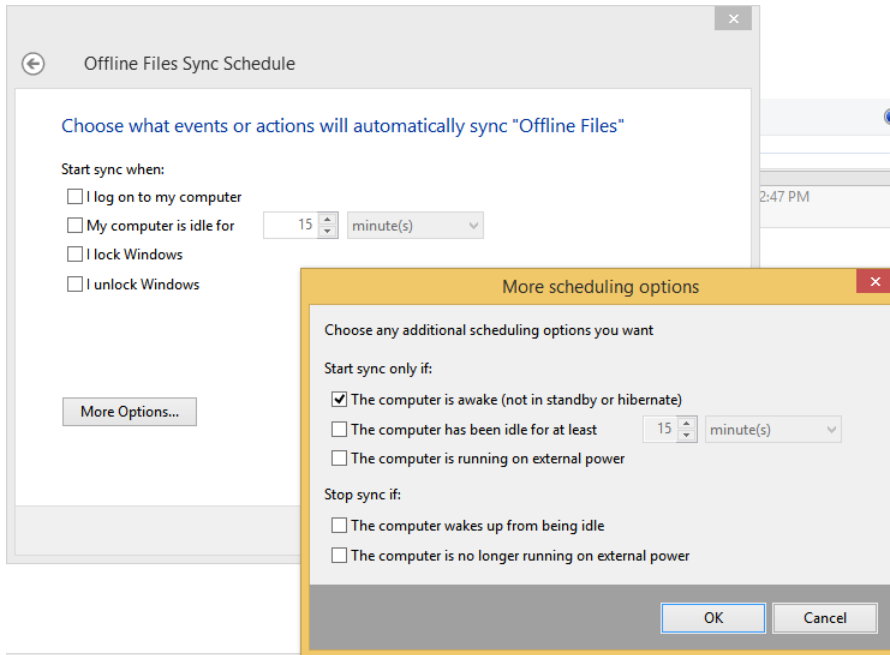 Offline Files Sync Schedule
Choose what events or actions will automatically sync "Offline Files"
Start sync when:
I log on to my computer
2:47 PM
My computer is idle for 15 minute(s)
I lock Windows
I unlock Windows
More Options...
More scheduling options
Choose any additional scheduling options you want
Start sync only if:
The computer is awake (not in standby or hibernate)
The computer has been idle for at least 15 minute(s)
The computer is running on external power
Stop sync if:
The computer wakes up from being idle
The computer is no longer running on external power
OK Cancel